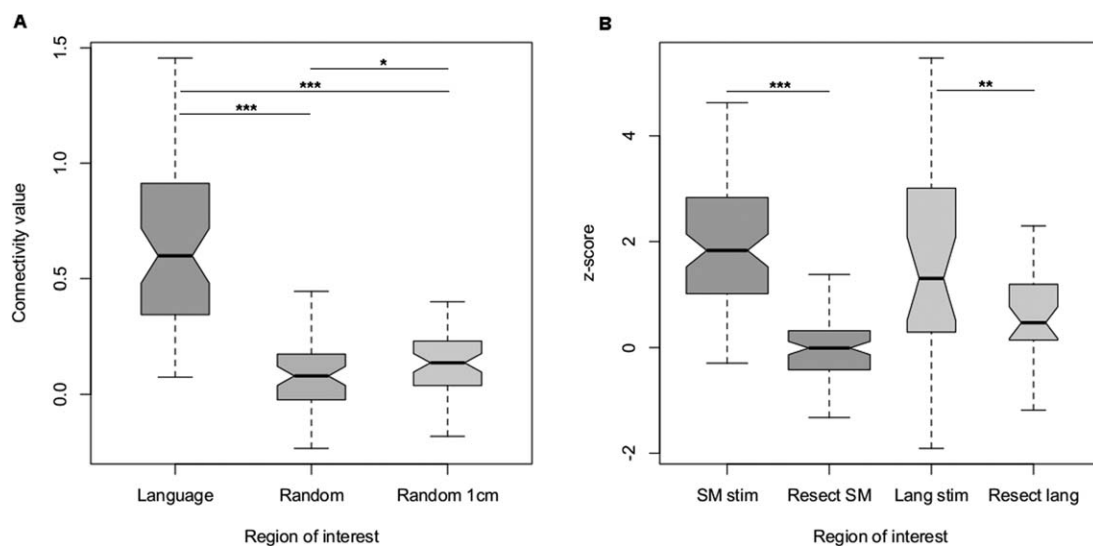 A
Connectivity value
1.5
1.0
0.5
0.0
*
***
***
Language Random Random 1cm
Region of interest
B
z-score
4
2
0
-2
***
**
SM stim Resect SM Lang stim Resect lang
Region of interest